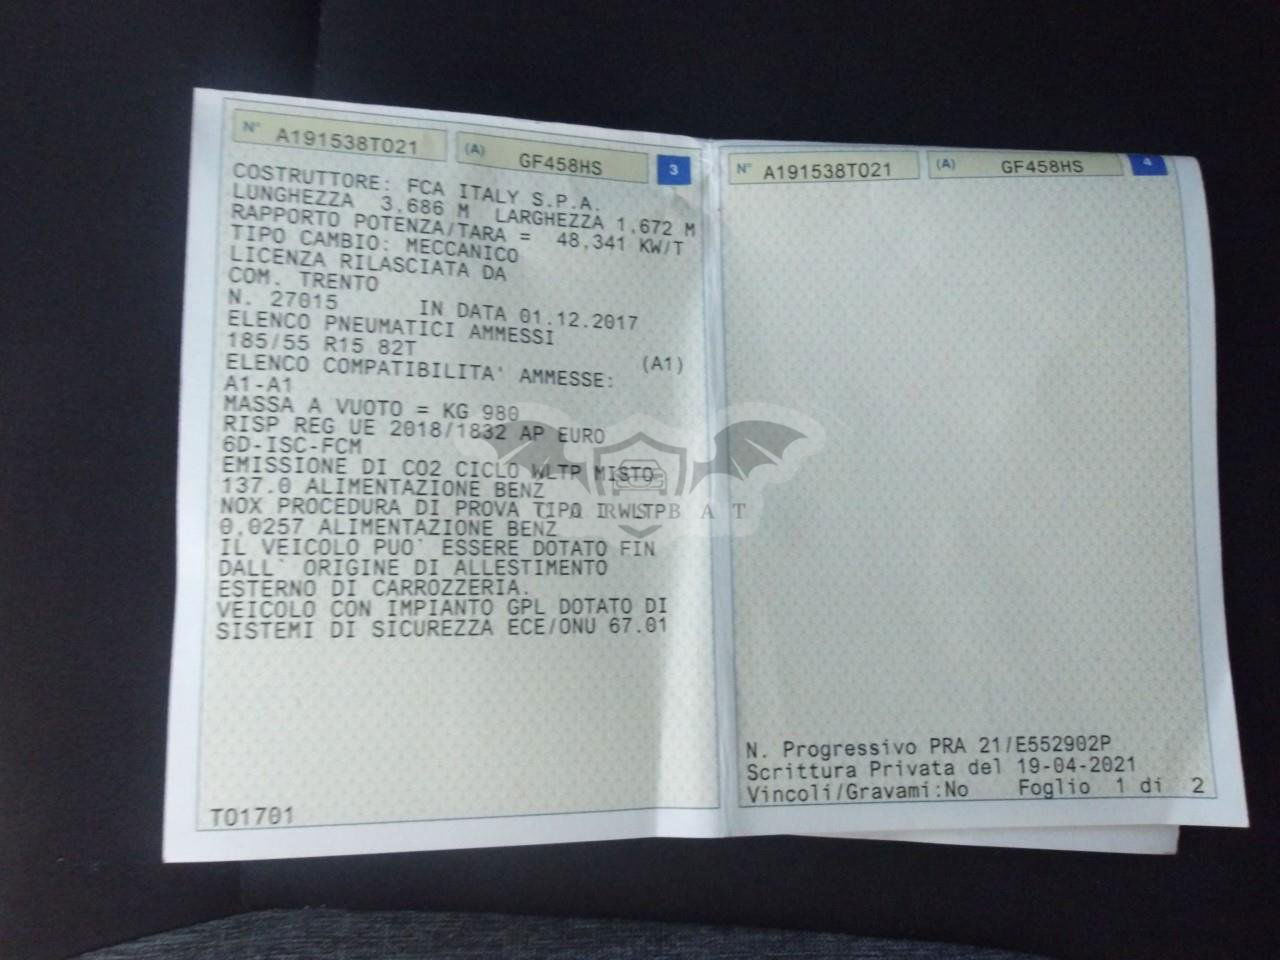 N° A191538TO21
(A) GF458HS
3
COSTRUTTORE: FCA ITALY S.P.A.
LUNGHEZZA 3,686 M LARGHEZZA 1,672 M
RAPPORTO POTENZA/TARA = 48,341 KW/T
TIPO CAMBIO: MECCANICO
LICENZA RILASCIATA DA
COM. TRENTO
N. 27015 IN DATA 01.12.2017
ELENCO PNEUMATICI AMMESSI
185/55 R15 82T (A1)
ELENCO COMPATIBILITA' AMMESSE:
A1-A1
MASSA A VUOTO = KG 980
RISP REG UE 2018/1832 AP EURO
6D-ISC-FCM
EMISSIONE DI CO2 CICLO WLTP MISTO
137.0 ALIMENTAZIONE BENZ
NOX PROCEDURA DI PROVA TIPO 1 WLTP
0,0257 ALIMENTAZIONE BENZ
IL VEICOLO PUO` ESSERE DOTATO FIN
DALL` ORIGINE DI ALLESTIMENTO
ESTERNO DI CARROZZERIA.
VEICOLO CON IMPIANTO GPL DOTATO DI
SISTEMI DI SICUREZZA ECE/ONU 67.01
TO1701
N° A191538TO21
(A) GF458HS
4
N. Progressivo PRA 21/E552902P
Scrittura Privata del 19-04-2021
Vincoli/Gravami:No Foglio 1 di 2